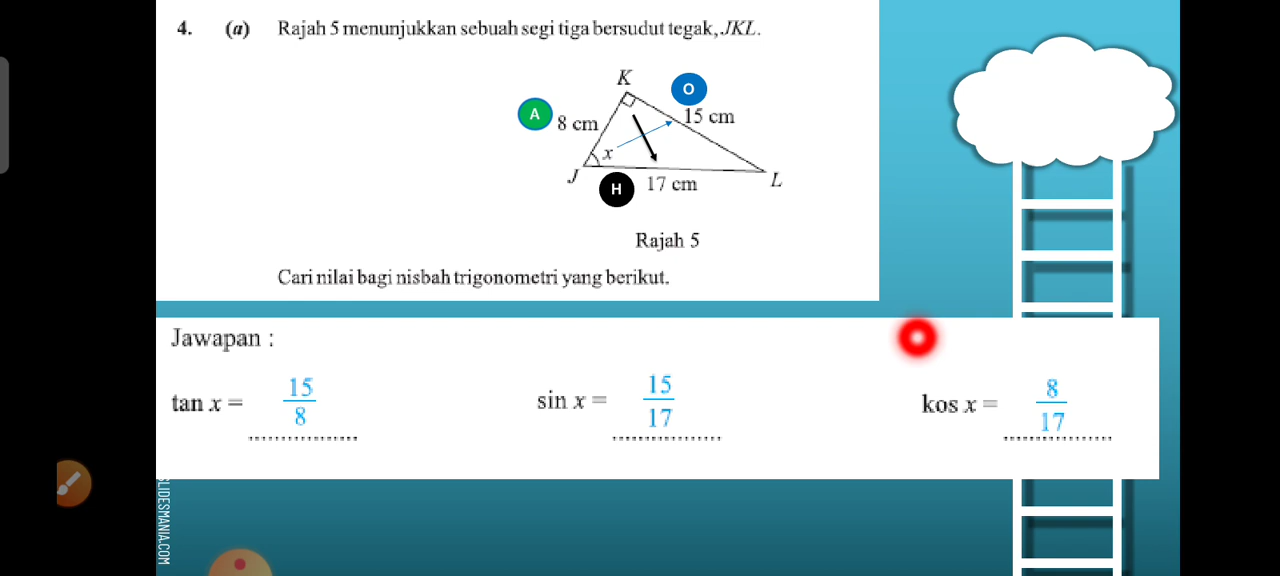 4. (a) Rajah 5 menunjukkan sebuah segi tiga bersudut tegak, JKL.
K
O
A
8 cm
15 cm
x
J
H
17 cm
L
Rajah 5
Cari nilai bagi nisbah trigonometri yang berikut.
Jawapan :
tan x = 15/8
sin x = 15/17
kos x = 8/17
SLIDESMANIA.COM